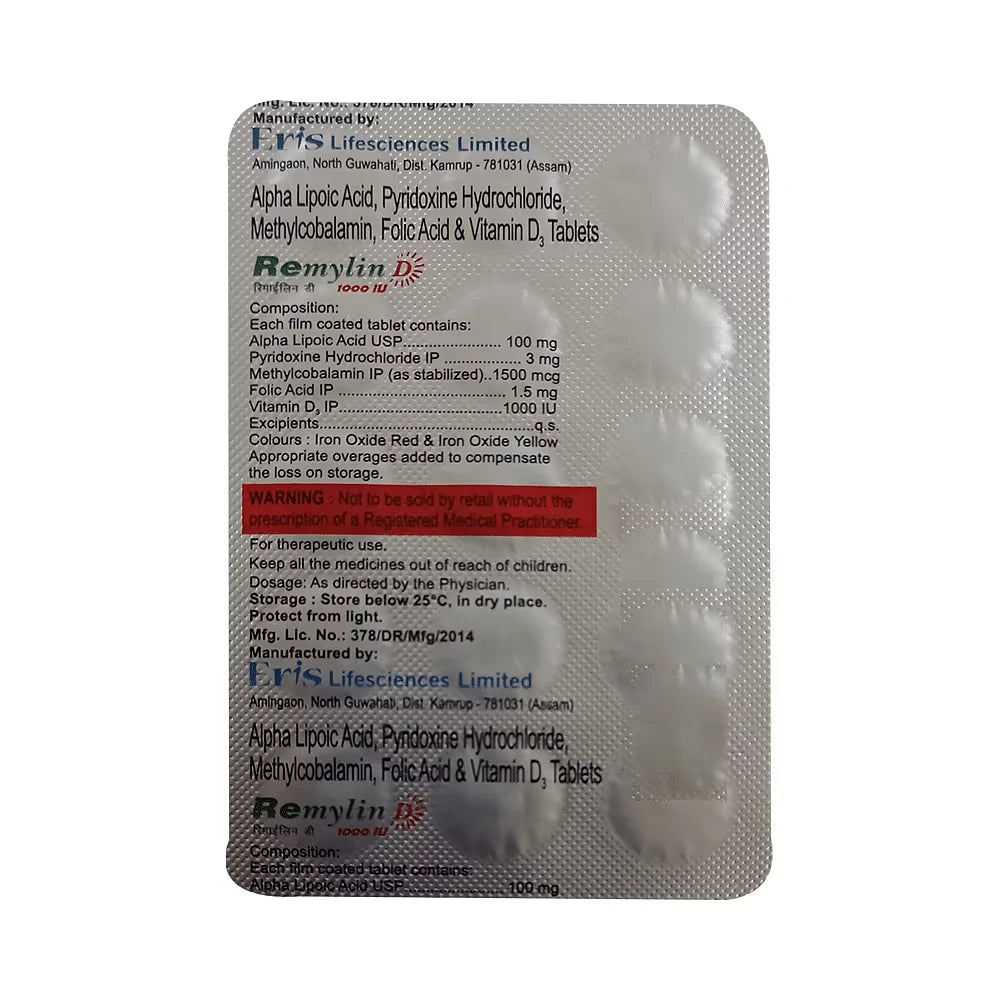 Mfg. Lic. No.: 378/DR/Mfg/2014
Manufactured by:
Eris Lifesciences Limited
Amingaon, North Guwahati, Dist. Kamrup - 781031 (Assam)
Alpha Lipoic Acid, Pyridoxine Hydrochloride,
Methylcobalamin, Folic Acid & Vitamin D₃ Tablets
Remylin D
रिमाईलिन डी 1000 IU
Composition:
Each film coated tablet contains:
Alpha Lipoic Acid USP....................... 100 mg
Pyridoxine Hydrochloride IP .................. 3 mg
Methylcobalamin IP (as stabilized)..1500 mcg
Folic Acid IP ...................................... 1.5 mg
Vitamin D₃ IP.....................................1000 IU
Excipients................................................q.s.
Colours : Iron Oxide Red & Iron Oxide Yellow
Appropriate overages added to compensate
the loss on storage.
WARNING : Not to be sold by retail without the
prescription of a Registered Medical Practitioner.
For therapeutic use.
Keep all the medicines out of reach of children.
Dosage: As directed by the Physician.
Storage : Store below 25°C, in dry place.
Protect from light.
Mfg. Lic. No.: 378/DR/Mfg/2014
Manufactured by:
Eris Lifesciences Limited
Amingaon, North Guwahati, Dist. Kamrup - 781031 (Assam)
Alpha Lipoic Acid, Pyridoxine Hydrochloride,
Methylcobalamin, Folic Acid & Vitamin D₃ Tablets
Remylin D
रिमाईलिन डी 1000 IU
Composition:
Each film coated tablet contains:
Alpha Lipoic Acid USP....................... 100 mg